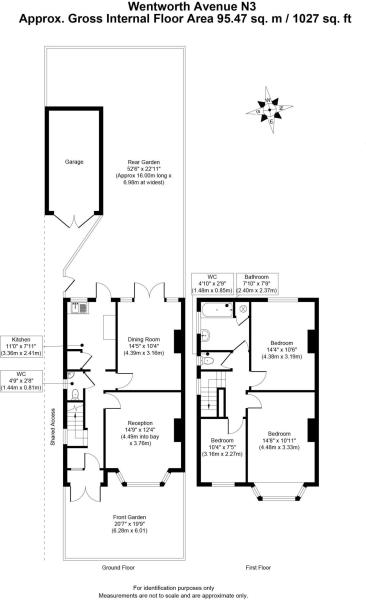 Wentworth Avenue N3
Approx. Gross Internal Floor Area 95.47 sq. m / 1027 sq. ft
Garage
Rear Garden
52'6" x 22'11"
(Approx 16.00m long x
6.98m at widest)
Kitchen
11'0" x 7'11"
(3.36m x 2.41m)
WC
4'9" x 2'8"
(1.44m x 0.81m)
Dining Room
14'5" x 10'4"
(4.39m x 3.16m)
Reception
14'9" x 12'4"
(4.49m into bay
x 3.76m)
Shared Access
Front Garden
20'7" x 19'9"
(6.28m x 6.01)
Ground Floor
WC
4'10" x 2'9"
(1.48m x 0.85m)
Bathroom
7'10" x 7'9"
(2.40m x 2.37m)
Bedroom
14'4" x 10'6"
(4.38m x 3.19m)
Bedroom
10'4" x 7'5"
(3.16m x 2.27m)
Bedroom
14'8" x 10'11"
(4.48m x 3.33m)
First Floor
For identification purposes only
Measurements are not to scale and are approximate only.